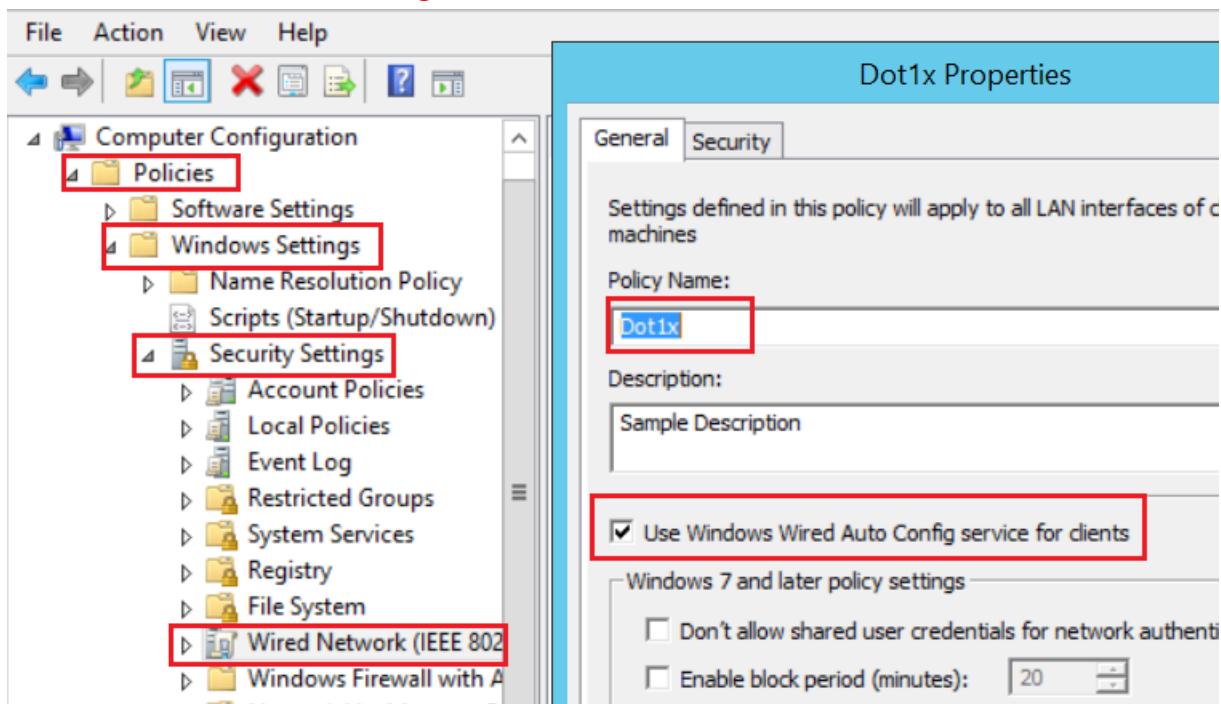 File Action View Help
Dot1x Properties
Computer Configuration
Policies
Software Settings
Windows Settings
Name Resolution Policy
Scripts (Startup/Shutdown)
Security Settings
Account Policies
Local Policies
Event Log
Restricted Groups
System Services
Registry
File System
Wired Network (IEEE 802
Windows Firewall with A
General Security
Settings defined in this policy will apply to all LAN interfaces of c
machines
Policy Name:
Dot1x
Description:
Sample Description
Use Windows Wired Auto Config service for clients
Windows 7 and later policy settings
Don't allow shared user credentials for network authenti
Enable block period (minutes): 20